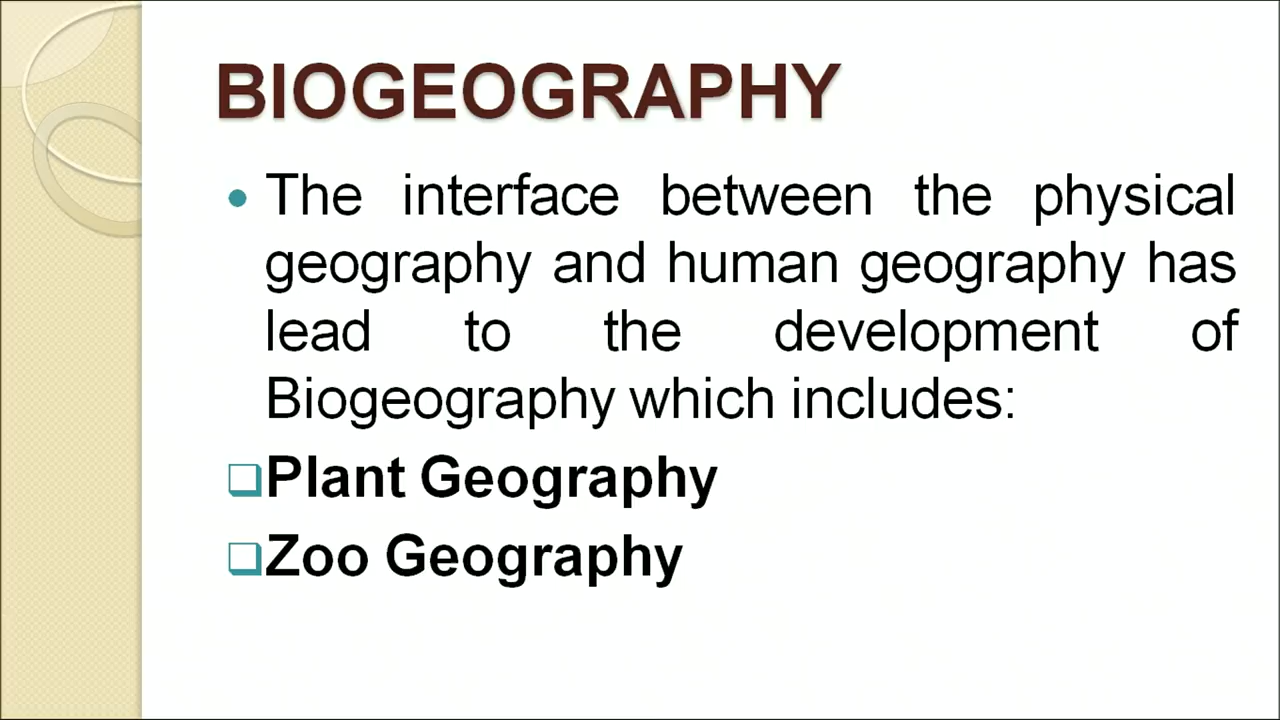 BIOGEOGRAPHY
The interface between the physical
geography and human geography has
lead to the development of
Biogeography which includes:
Plant Geography
Zoo Geography